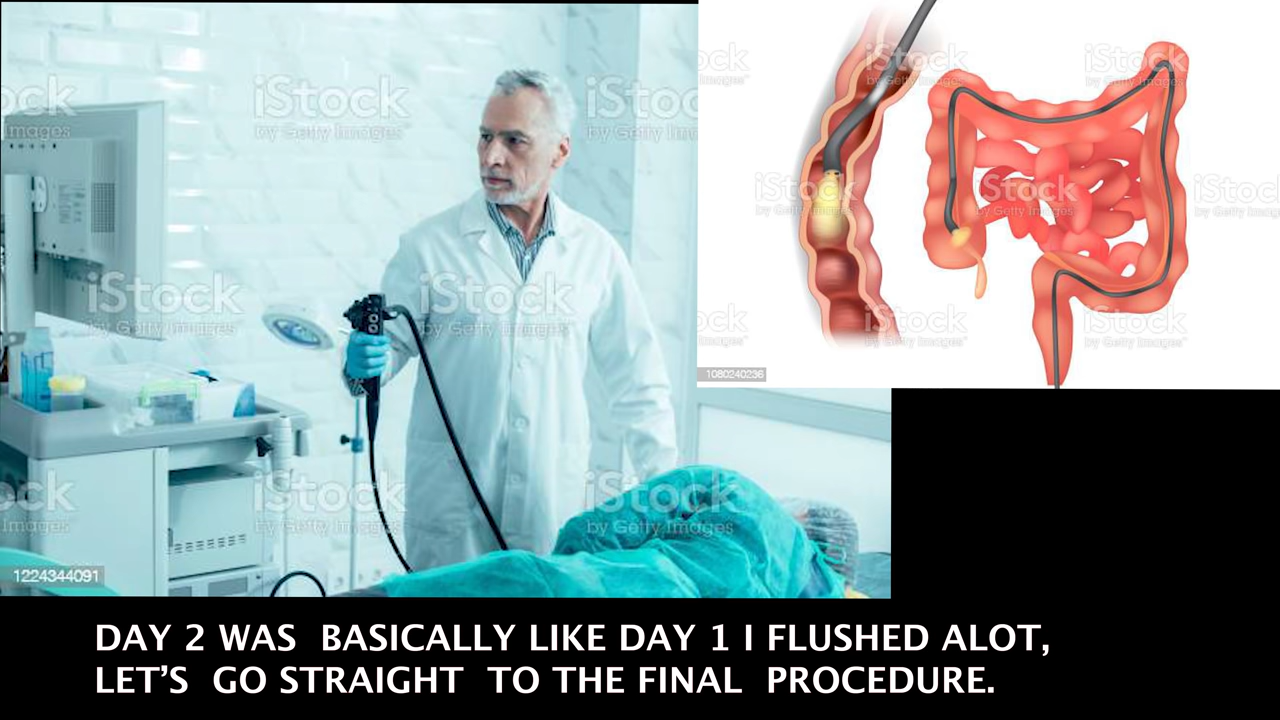 iStock
by Getty Images
1080240236
1224344091
DAY 2 WAS  BASICALLY LIKE DAY 1 I FLUSHED ALOT,
LET’S  GO STRAIGHT  TO THE FINAL  PROCEDURE.